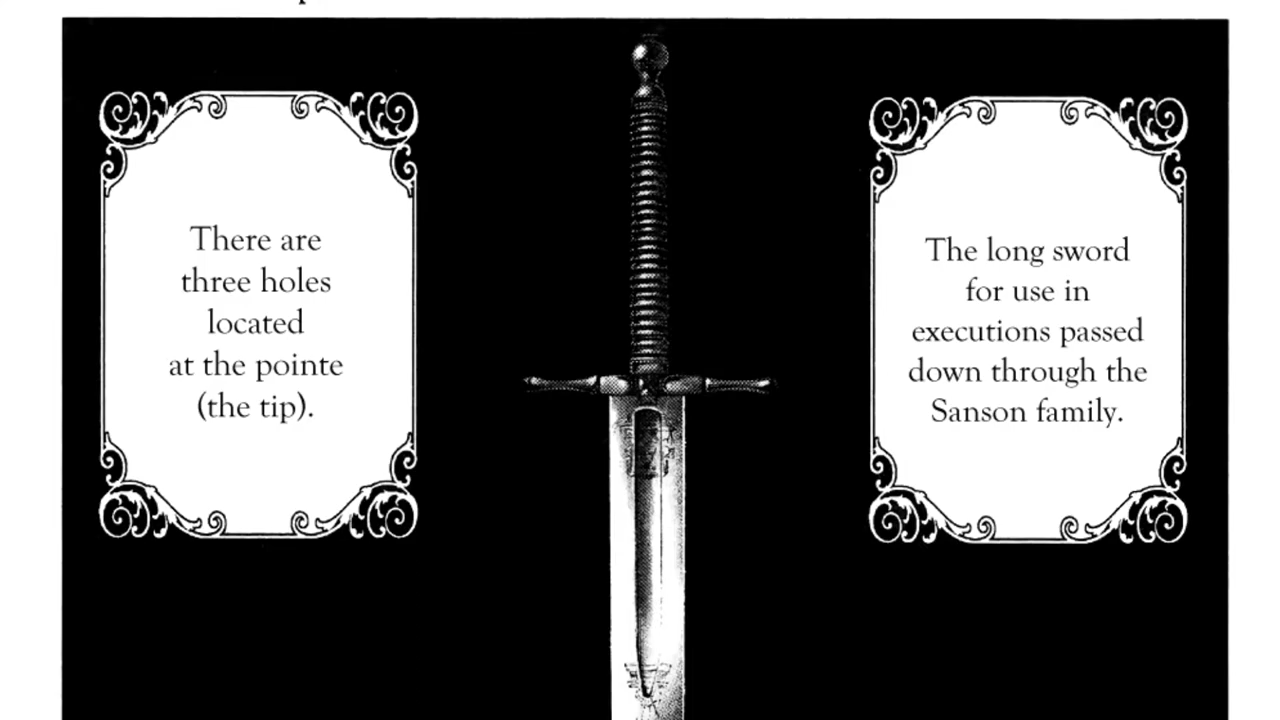 There are
three holes
located
at the pointe
(the tip).
The long sword
for use in
executions passed
down through the
Sanson family.